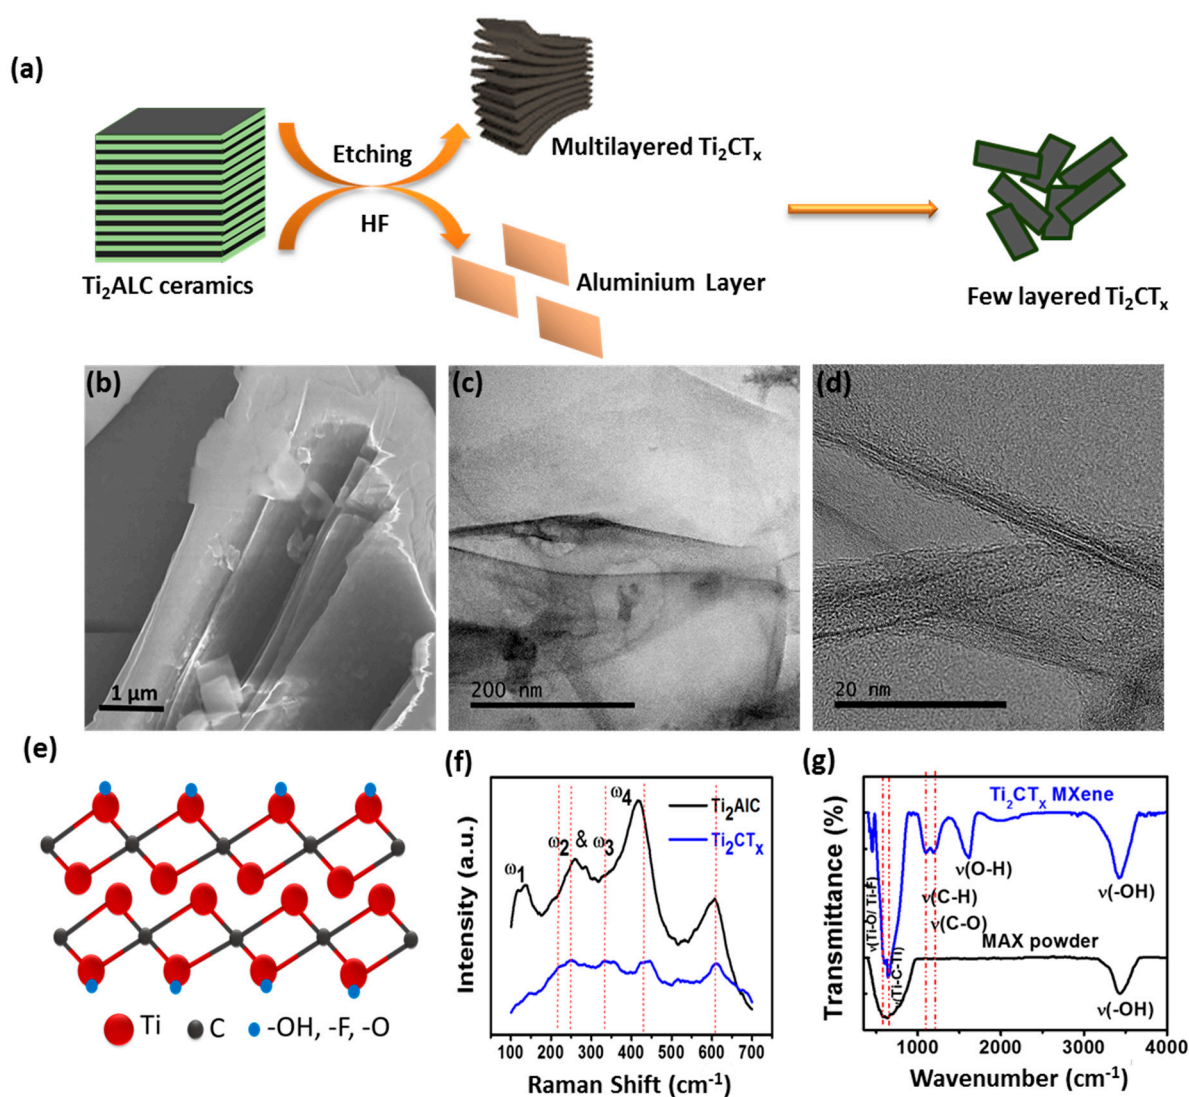 (a)
Etching
HF
Multilayered Ti₂CTₓ
Ti₂ALC ceramics
Aluminium Layer
Few layered Ti₂CTₓ
(b)
1 µm
(c)
200 nm
(d)
20 nm
(e)
Ti C -OH, -F, -O
(f)
ω₁
ω₂ & ω₃
ω₄
Ti₂AlC
Ti₂CTₓ
Intensity (a.u.)
100 200 300 400 500 600 700
Raman Shift (cm⁻¹)
(g)
Ti₂CTₓ MXene
ν(O-H)
ν(-OH)
ν(C-H)
ν(C-O)
ν(Ti-O/ Ti-F)
ν(Ti-C-Ti)
MAX powder
ν(-OH)
Transmittance (%)
1000 2000 3000 4000
Wavenumber (cm⁻¹)